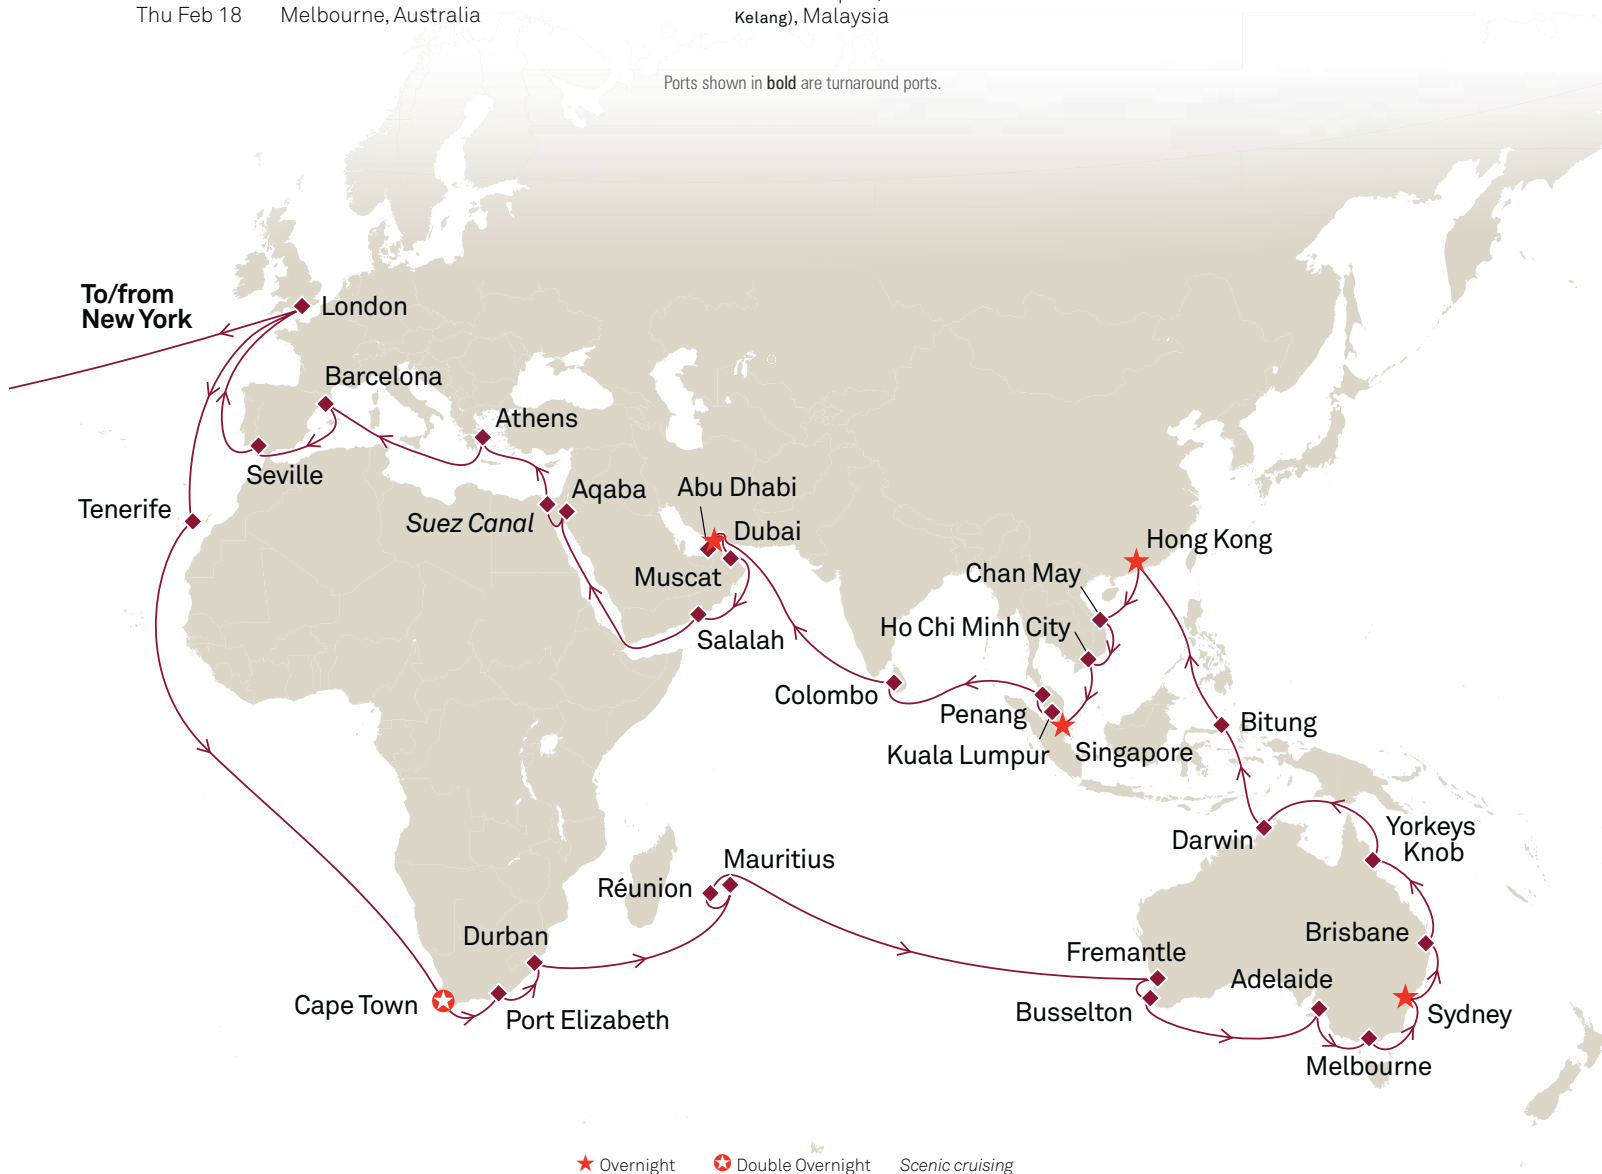 Thu Feb 18 Melbourne, Australia
Kelang), Malaysia
Ports shown in bold are turnaround ports.
To/from
New York
London
Barcelona
Athens
Seville
Tenerife
Suez Canal
Aqaba
Abu Dhabi
Dubai
Muscat
Salalah
Hong Kong
Chan May
Ho Chi Minh City
Colombo
Penang
Kuala Lumpur
Singapore
Bitung
Darwin
Yorkeys
Knob
Mauritius
Réunion
Durban
Cape Town
Port Elizabeth
Fremantle
Busselton
Adelaide
Brisbane
Sydney
Melbourne
Overnight Double Overnight Scenic cruising